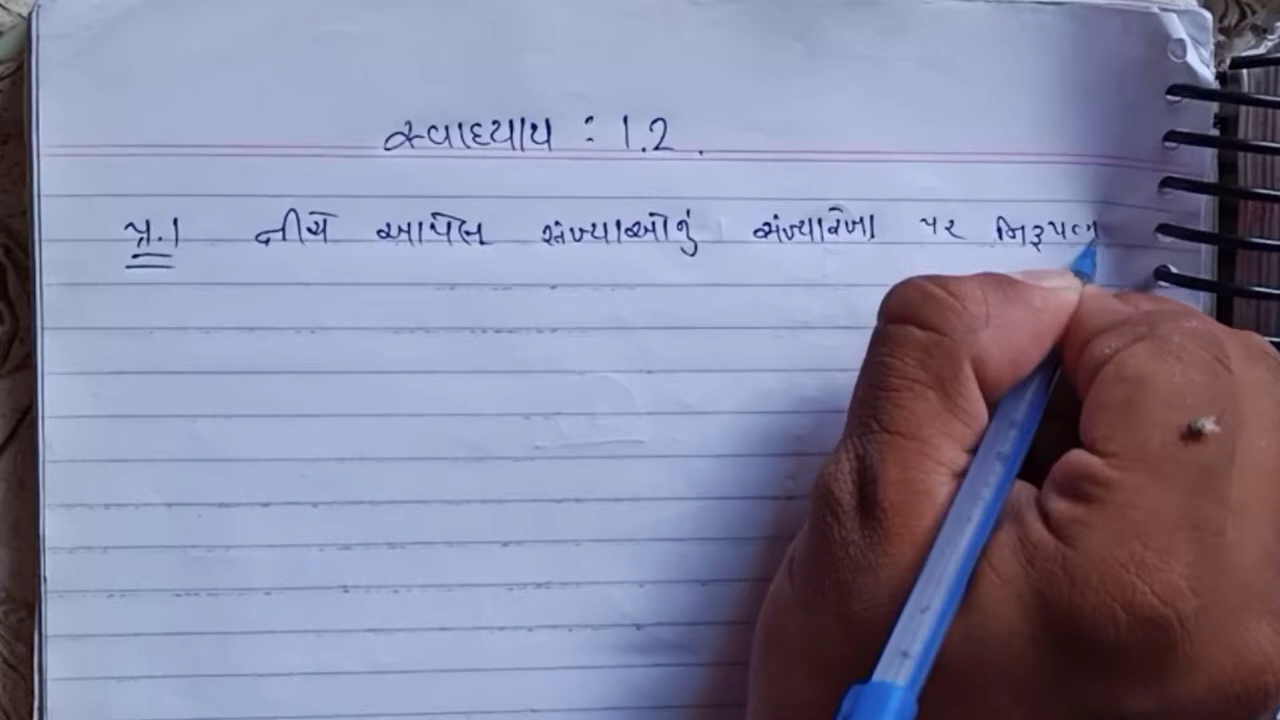 સ્વાધ્યાય : 1.2.
પ્ર.1 નીચે આપેલ સંખ્યાઓનું સંખ્યારેખા પર નિરૂપણ